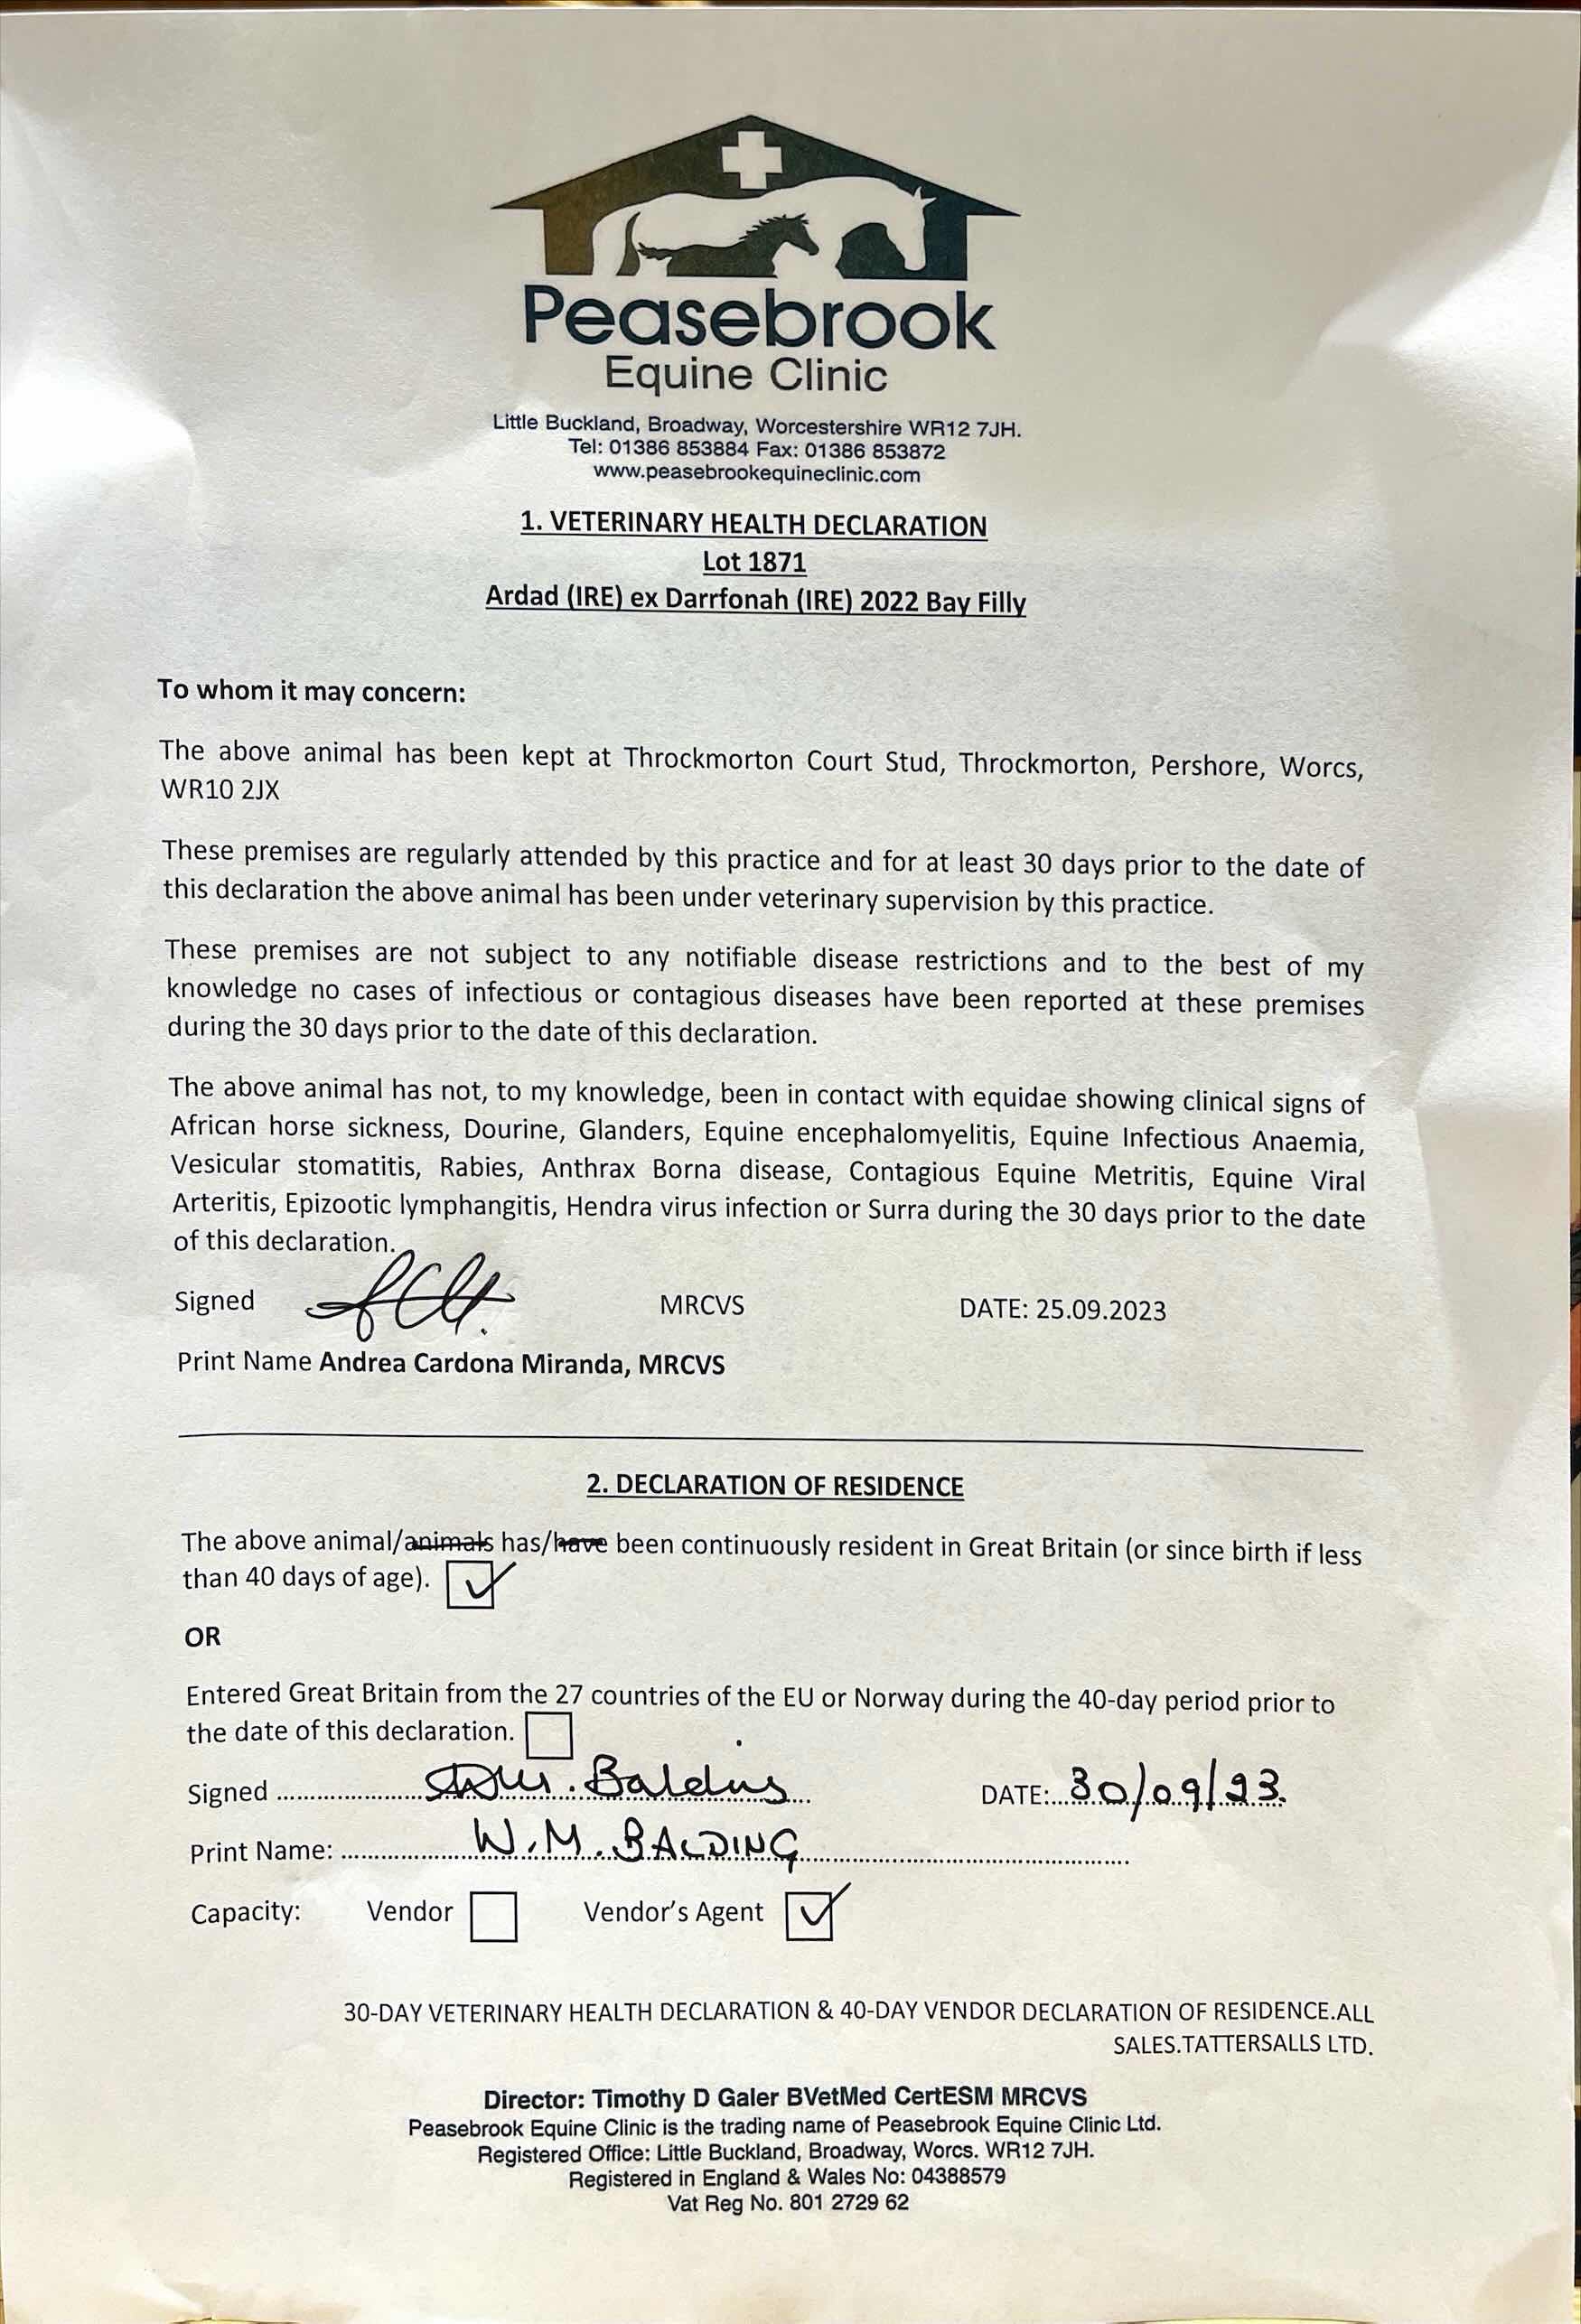 Peasebrook
Equine Clinic
Little Buckland, Broadway, Worcestershire WR12 7JH.
Tel: 01386 853884 Fax: 01386 853872
www.peasebrookequineclinic.com
1. VETERINARY HEALTH DECLARATION
Lot 1871
Ardad (IRE) ex Darrfonah (IRE) 2022 Bay Filly
To whom it may concern:
The above animal has been kept at Throckmorton Court Stud, Throckmorton, Pershore, Worcs,
WR10 2JX
These premises are regularly attended by this practice and for at least 30 days prior to the date of
this declaration the above animal has been under veterinary supervision by this practice.
These premises are not subject to any notifiable disease restrictions and to the best of my
knowledge no cases of infectious or contagious diseases have been reported at these premises
during the 30 days prior to the date of this declaration.
The above animal has not, to my knowledge, been in contact with equidae showing clinical signs of
African horse sickness, Dourine, Glanders, Equine encephalomyelitis, Equine Infectious Anaemia,
Vesicular stomatitis, Rabies, Anthrax Borna disease, Contagious Equine Metritis, Equine Viral
Arteritis, Epizootic lymphangitis, Hendra virus infection or Surra during the 30 days prior to the date
of this declaration.
Signed MRCVS DATE: 25.09.2023
Print Name Andrea Cardona Miranda, MRCVS
2. DECLARATION OF RESIDENCE
The above animal/animals has/have been continuously resident in Great Britain (or since birth if less
than 40 days of age).
OR
Entered Great Britain from the 27 countries of the EU or Norway during the 40-day period prior to
the date of this declaration.
Signed Balding DATE: 30/09/23.
Print Name: W.M. BALDING
Capacity: Vendor Vendor's Agent
30-DAY VETERINARY HEALTH DECLARATION & 40-DAY VENDOR DECLARATION OF RESIDENCE.ALL
SALES.TATTERSALLS LTD.
Director: Timothy D Galer BVetMed CertESM MRCVS
Peasebrook Equine Clinic is the trading name of Peasebrook Equine Clinic Ltd.
Registered Office: Little Buckland, Broadway, Worcs. WR12 7JH.
Registered in England & Wales No: 04388579
Vat Reg No. 801 2729 62